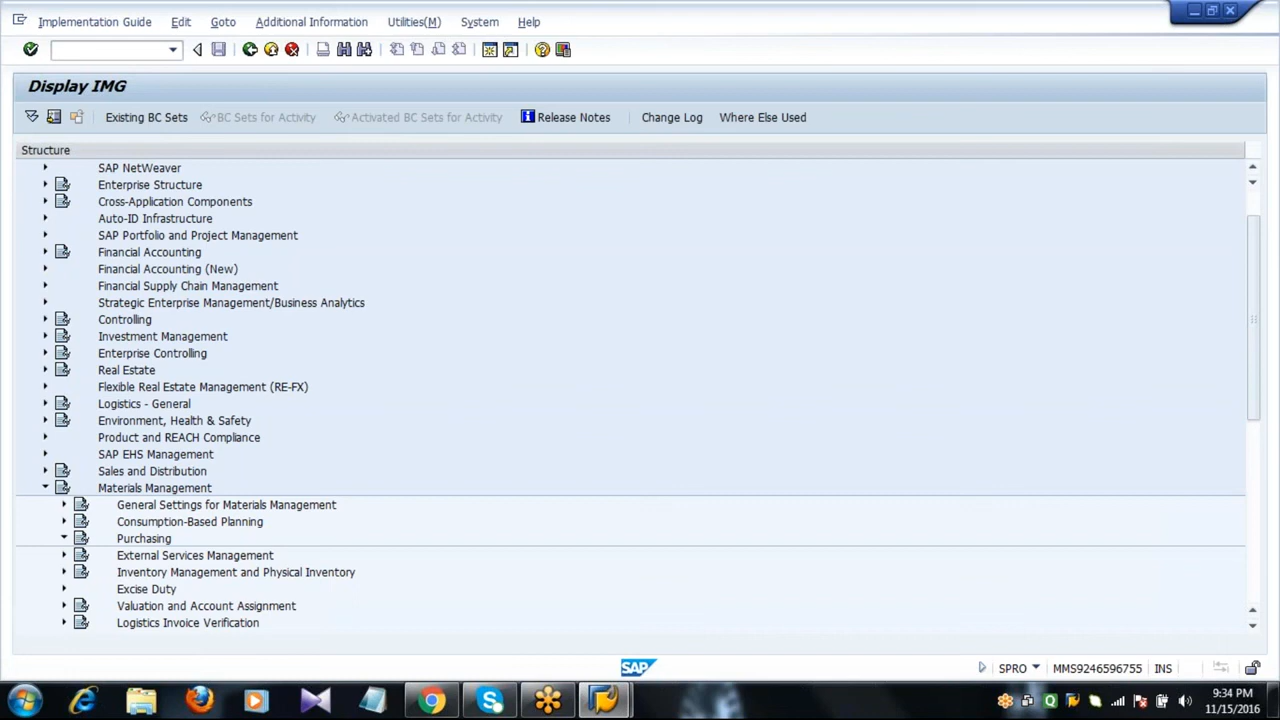 Implementation Guide Edit Goto Additional Information Utilities(M) System Help
Display IMG
Existing BC Sets BC Sets for Activity Activated BC Sets for Activity Release Notes Change Log Where Else Used
Structure
SAP NetWeaver
Enterprise Structure
Cross-Application Components
Auto-ID Infrastructure
SAP Portfolio and Project Management
Financial Accounting
Financial Accounting (New)
Financial Supply Chain Management
Strategic Enterprise Management/Business Analytics
Controlling
Investment Management
Enterprise Controlling
Real Estate
Flexible Real Estate Management (RE-FX)
Logistics - General
Environment, Health & Safety
Product and REACH Compliance
SAP EHS Management
Sales and Distribution
Materials Management
General Settings for Materials Management
Consumption-Based Planning
Purchasing
External Services Management
Inventory Management and Physical Inventory
Excise Duty
Valuation and Account Assignment
Logistics Invoice Verification
SAP
SPRO MMS9246596755 INS
9:34 PM
11/15/2016